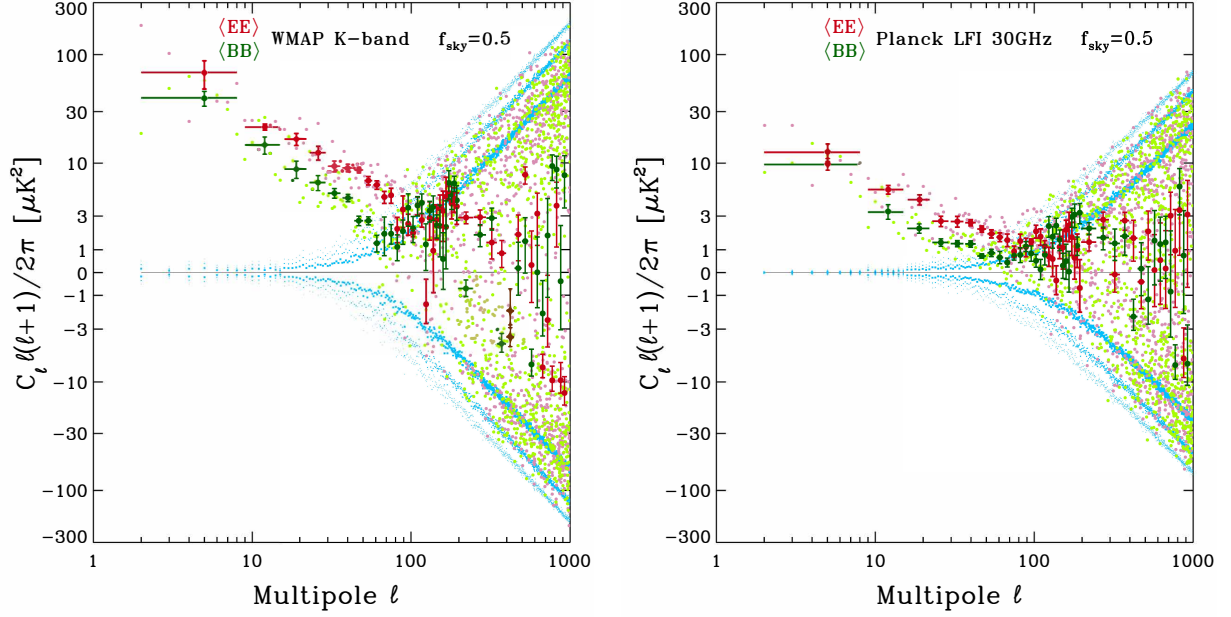 ⟨EE⟩
⟨BB⟩
WMAP K-band f_sky=0.5
C_ℓ ℓ(ℓ+1)/2π [μK²]
100
30
10
3
1
0
−1
−3
−10
−30
−100
−300
1 10 100 1000
Multipole ℓ
⟨EE⟩
⟨BB⟩
Planck LFI 30GHz f_sky=0.5
C_ℓ ℓ(ℓ+1)/2π [μK²]
100
30
10
3
1
0
−1
−3
−10
−30
−100
−300
1 10 100 1000
Multipole ℓ